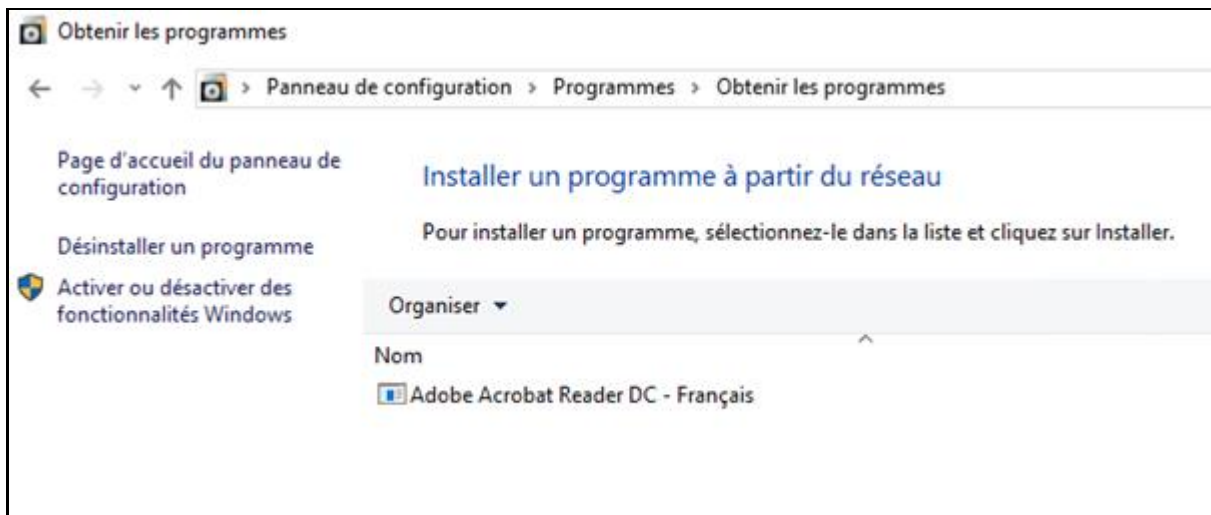 Obtenir les programmes
Panneau de configuration > Programmes > Obtenir les programmes
Page d'accueil du panneau de
configuration
Désinstaller un programme
Activer ou désactiver des
fonctionnalités Windows
Installer un programme à partir du réseau
Pour installer un programme, sélectionnez-le dans la liste et cliquez sur Installer.
Organiser
Nom
Adobe Acrobat Reader DC - Français